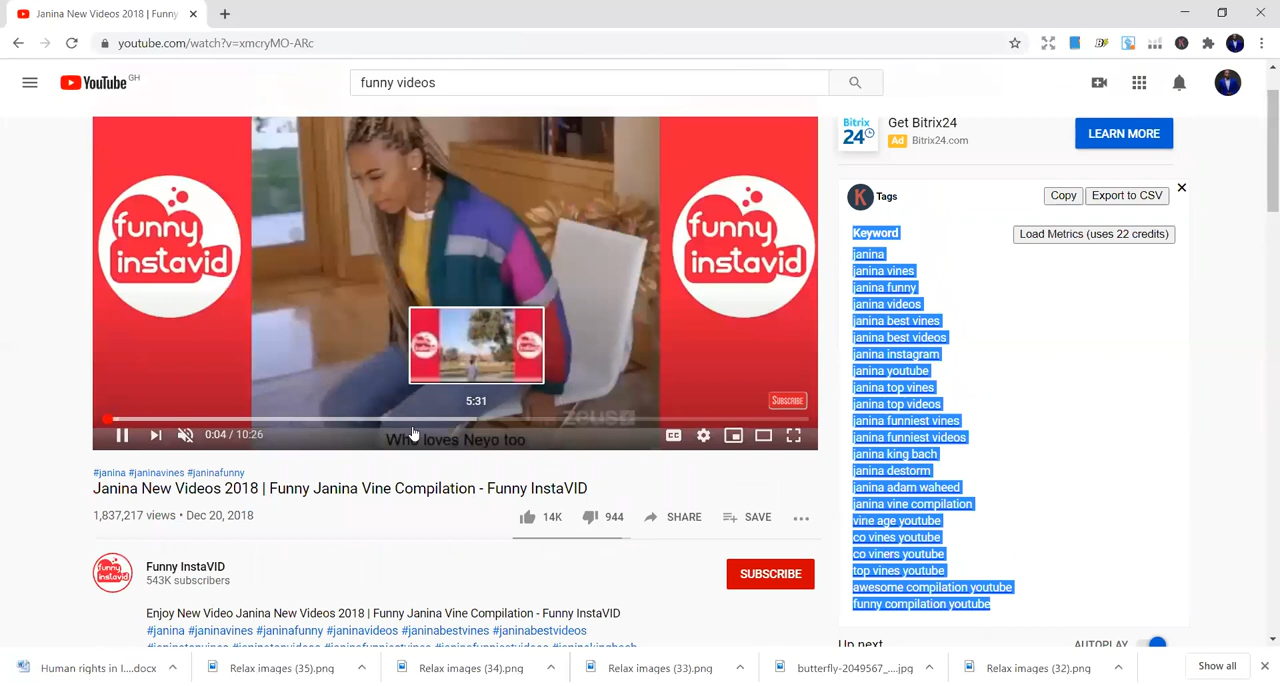 Janina New Videos 2018 | Funny
youtube.com/watch?v=xmcryMO-ARc
YouTube GH
funny videos
funny instavid
funny instavid
5:31
SUBSCRIBE
zeus
0:04 / 10:26
CC
Who loves Neyo too
#janina #janinavines #janinafunny
Janina New Videos 2018 | Funny Janina Vine Compilation - Funny InstaVID
1,837,217 views • Dec 20, 2018
14K 944 SHARE SAVE
Funny InstaVID
543K subscribers
SUBSCRIBE
Enjoy New Video Janina New Videos 2018 | Funny Janina Vine Compilation - Funny InstaVID
#janina #janinavines #janinafunny #janinavideos #janinabestvines #janinabestvideos
Bitrix 24
Get Bitrix24
Ad Bitrix24.com
LEARN MORE
K Tags
Copy Export to CSV
Keyword
Load Metrics (uses 22 credits)
janina
janina vines
janina funny
janina videos
janina best vines
janina best videos
janina instagram
janina youtube
janina top vines
janina top videos
janina funniest vines
janina funniest videos
janina king bach
janina destorm
janina adam waheed
janina vine compilation
vine age youtube
co vines youtube
co viners youtube
top vines youtube
awesome compilation youtube
funny compilation youtube
Up next
AUTOPLAY
Human rights in I....docx
Relax images (35).png
Relax images (34).png
Relax images (33).png
butterfly-2049567_....jpg
Relax images (32).png
Show all